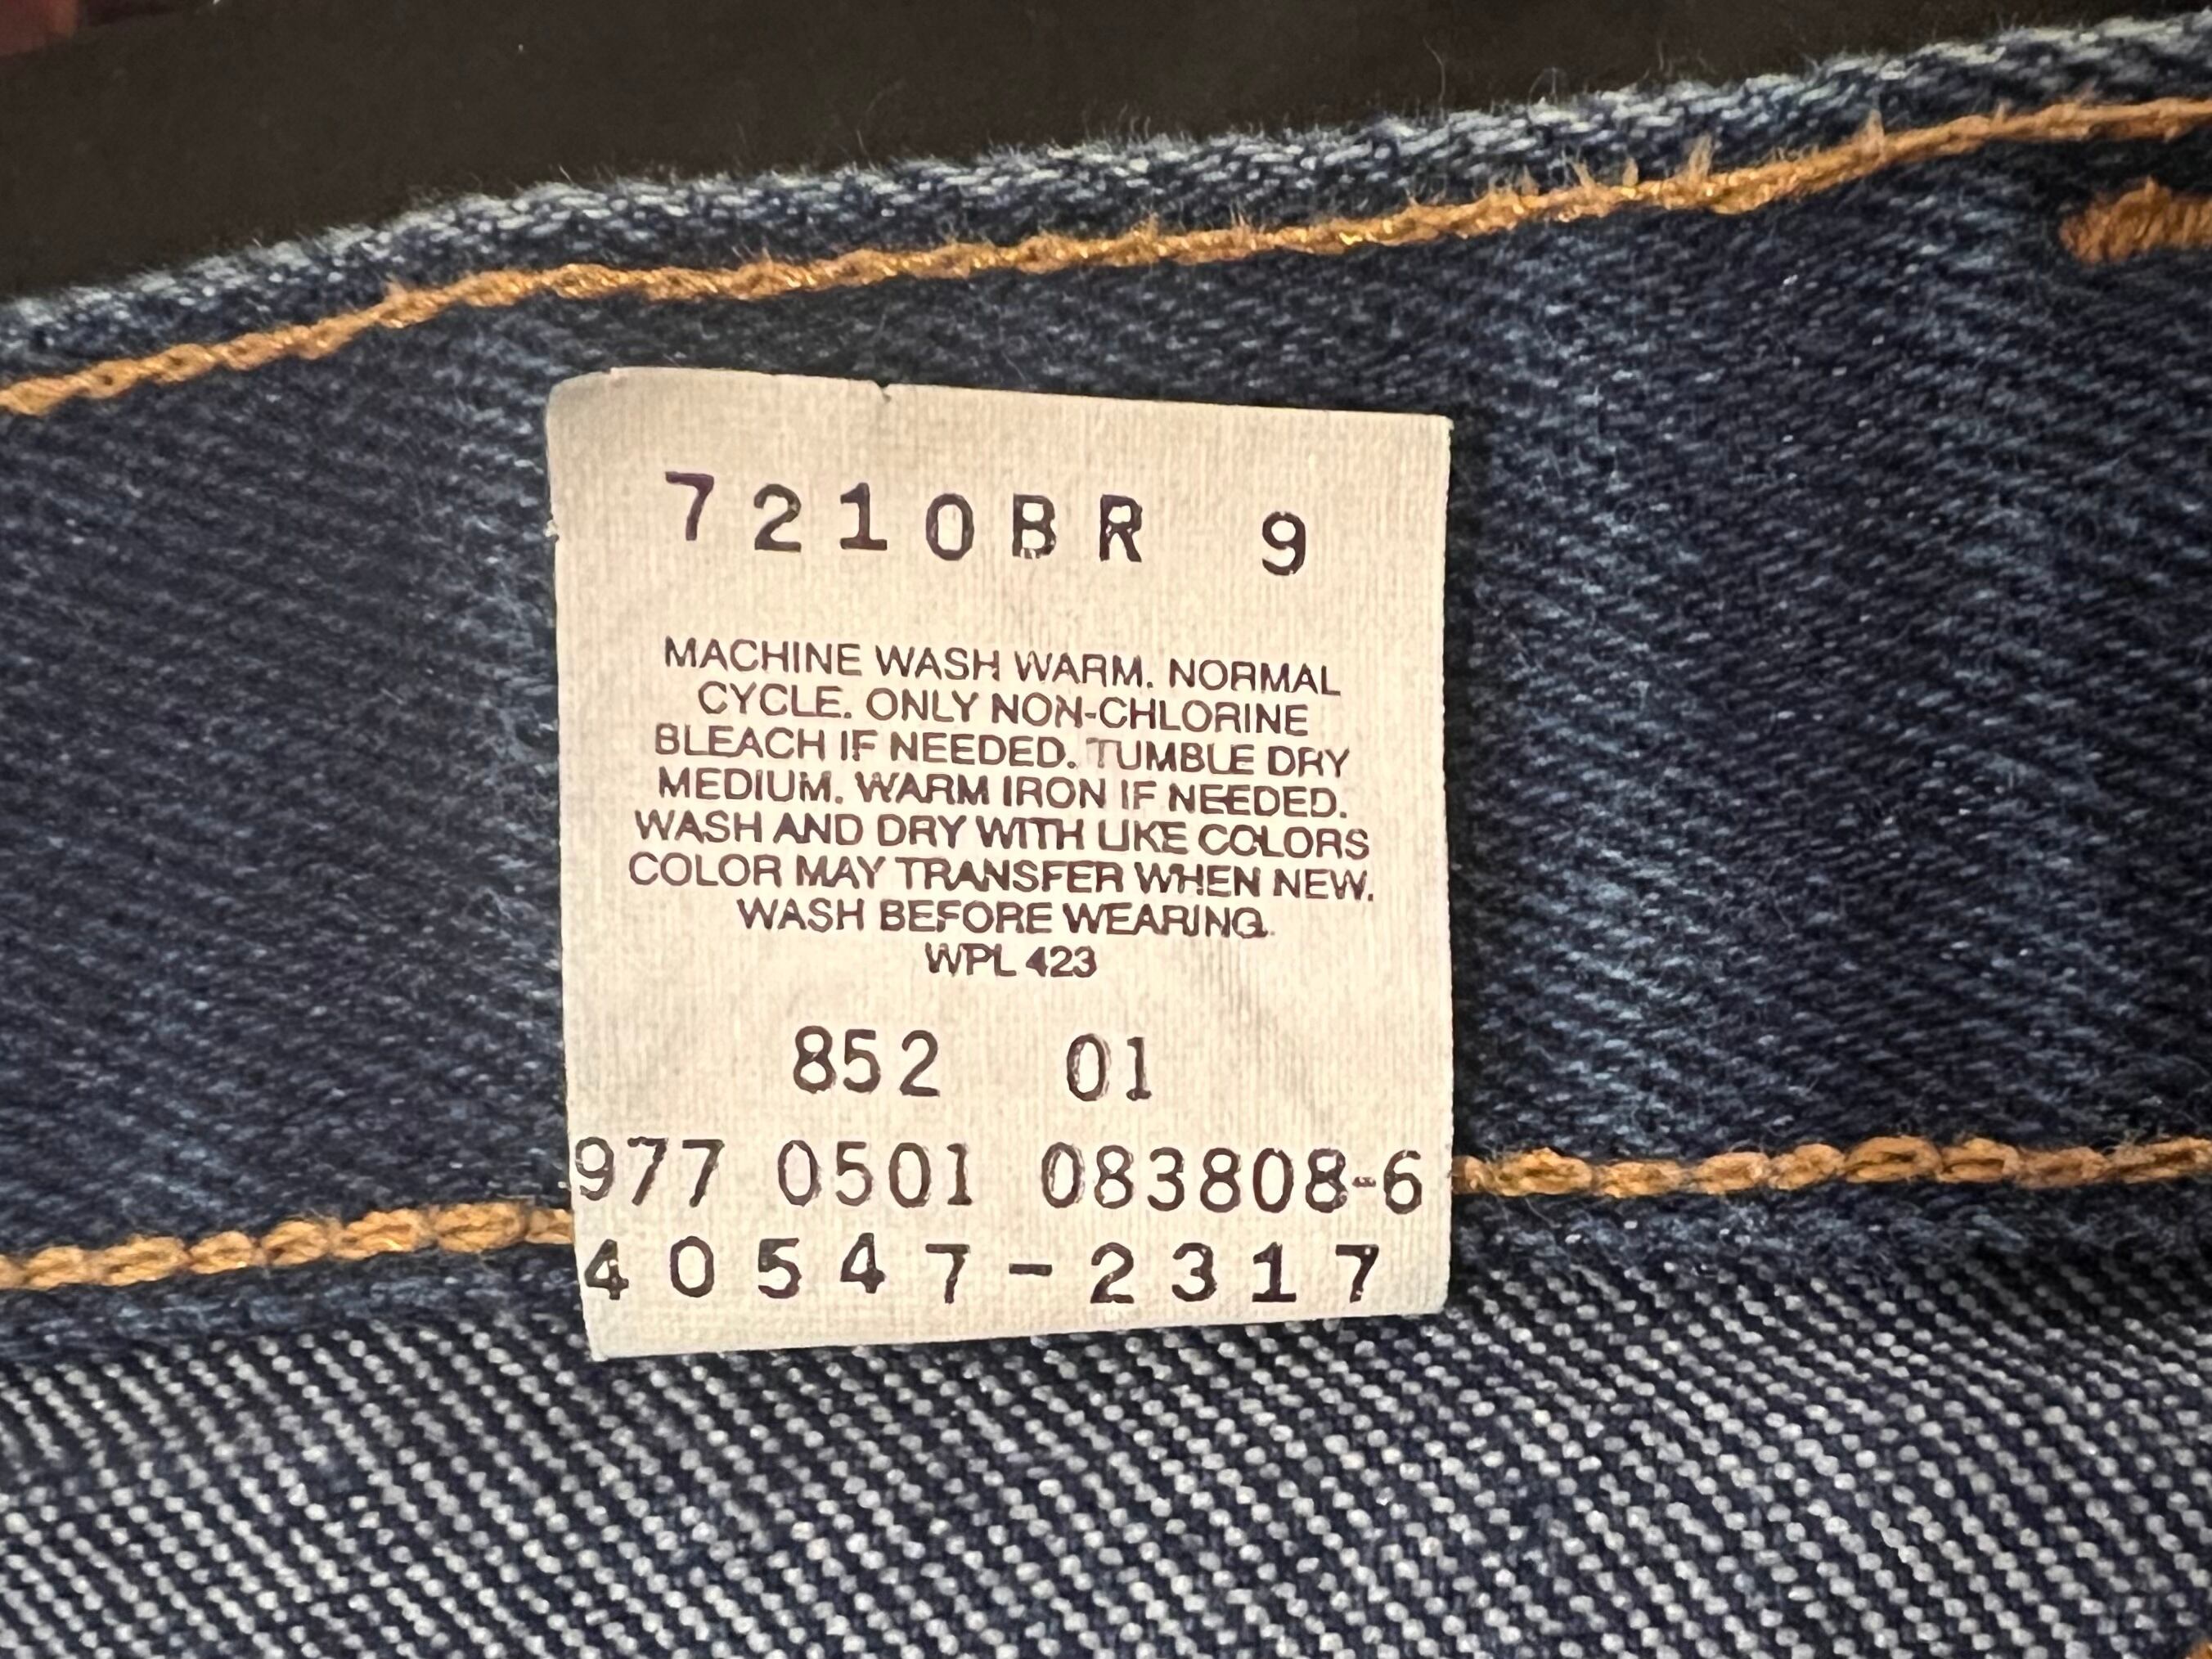 7210BR 9
MACHINE WASH WARM. NORMAL
CYCLE. ONLY NON-CHLORINE
BLEACH IF NEEDED. TUMBLE DRY
MEDIUM. WARM IRON IF NEEDED.
WASH AND DRY WITH LIKE COLORS
COLOR MAY TRANSFER WHEN NEW.
WASH BEFORE WEARING.
WPL 423
852 01
977 0501 083808-6
40547-2317